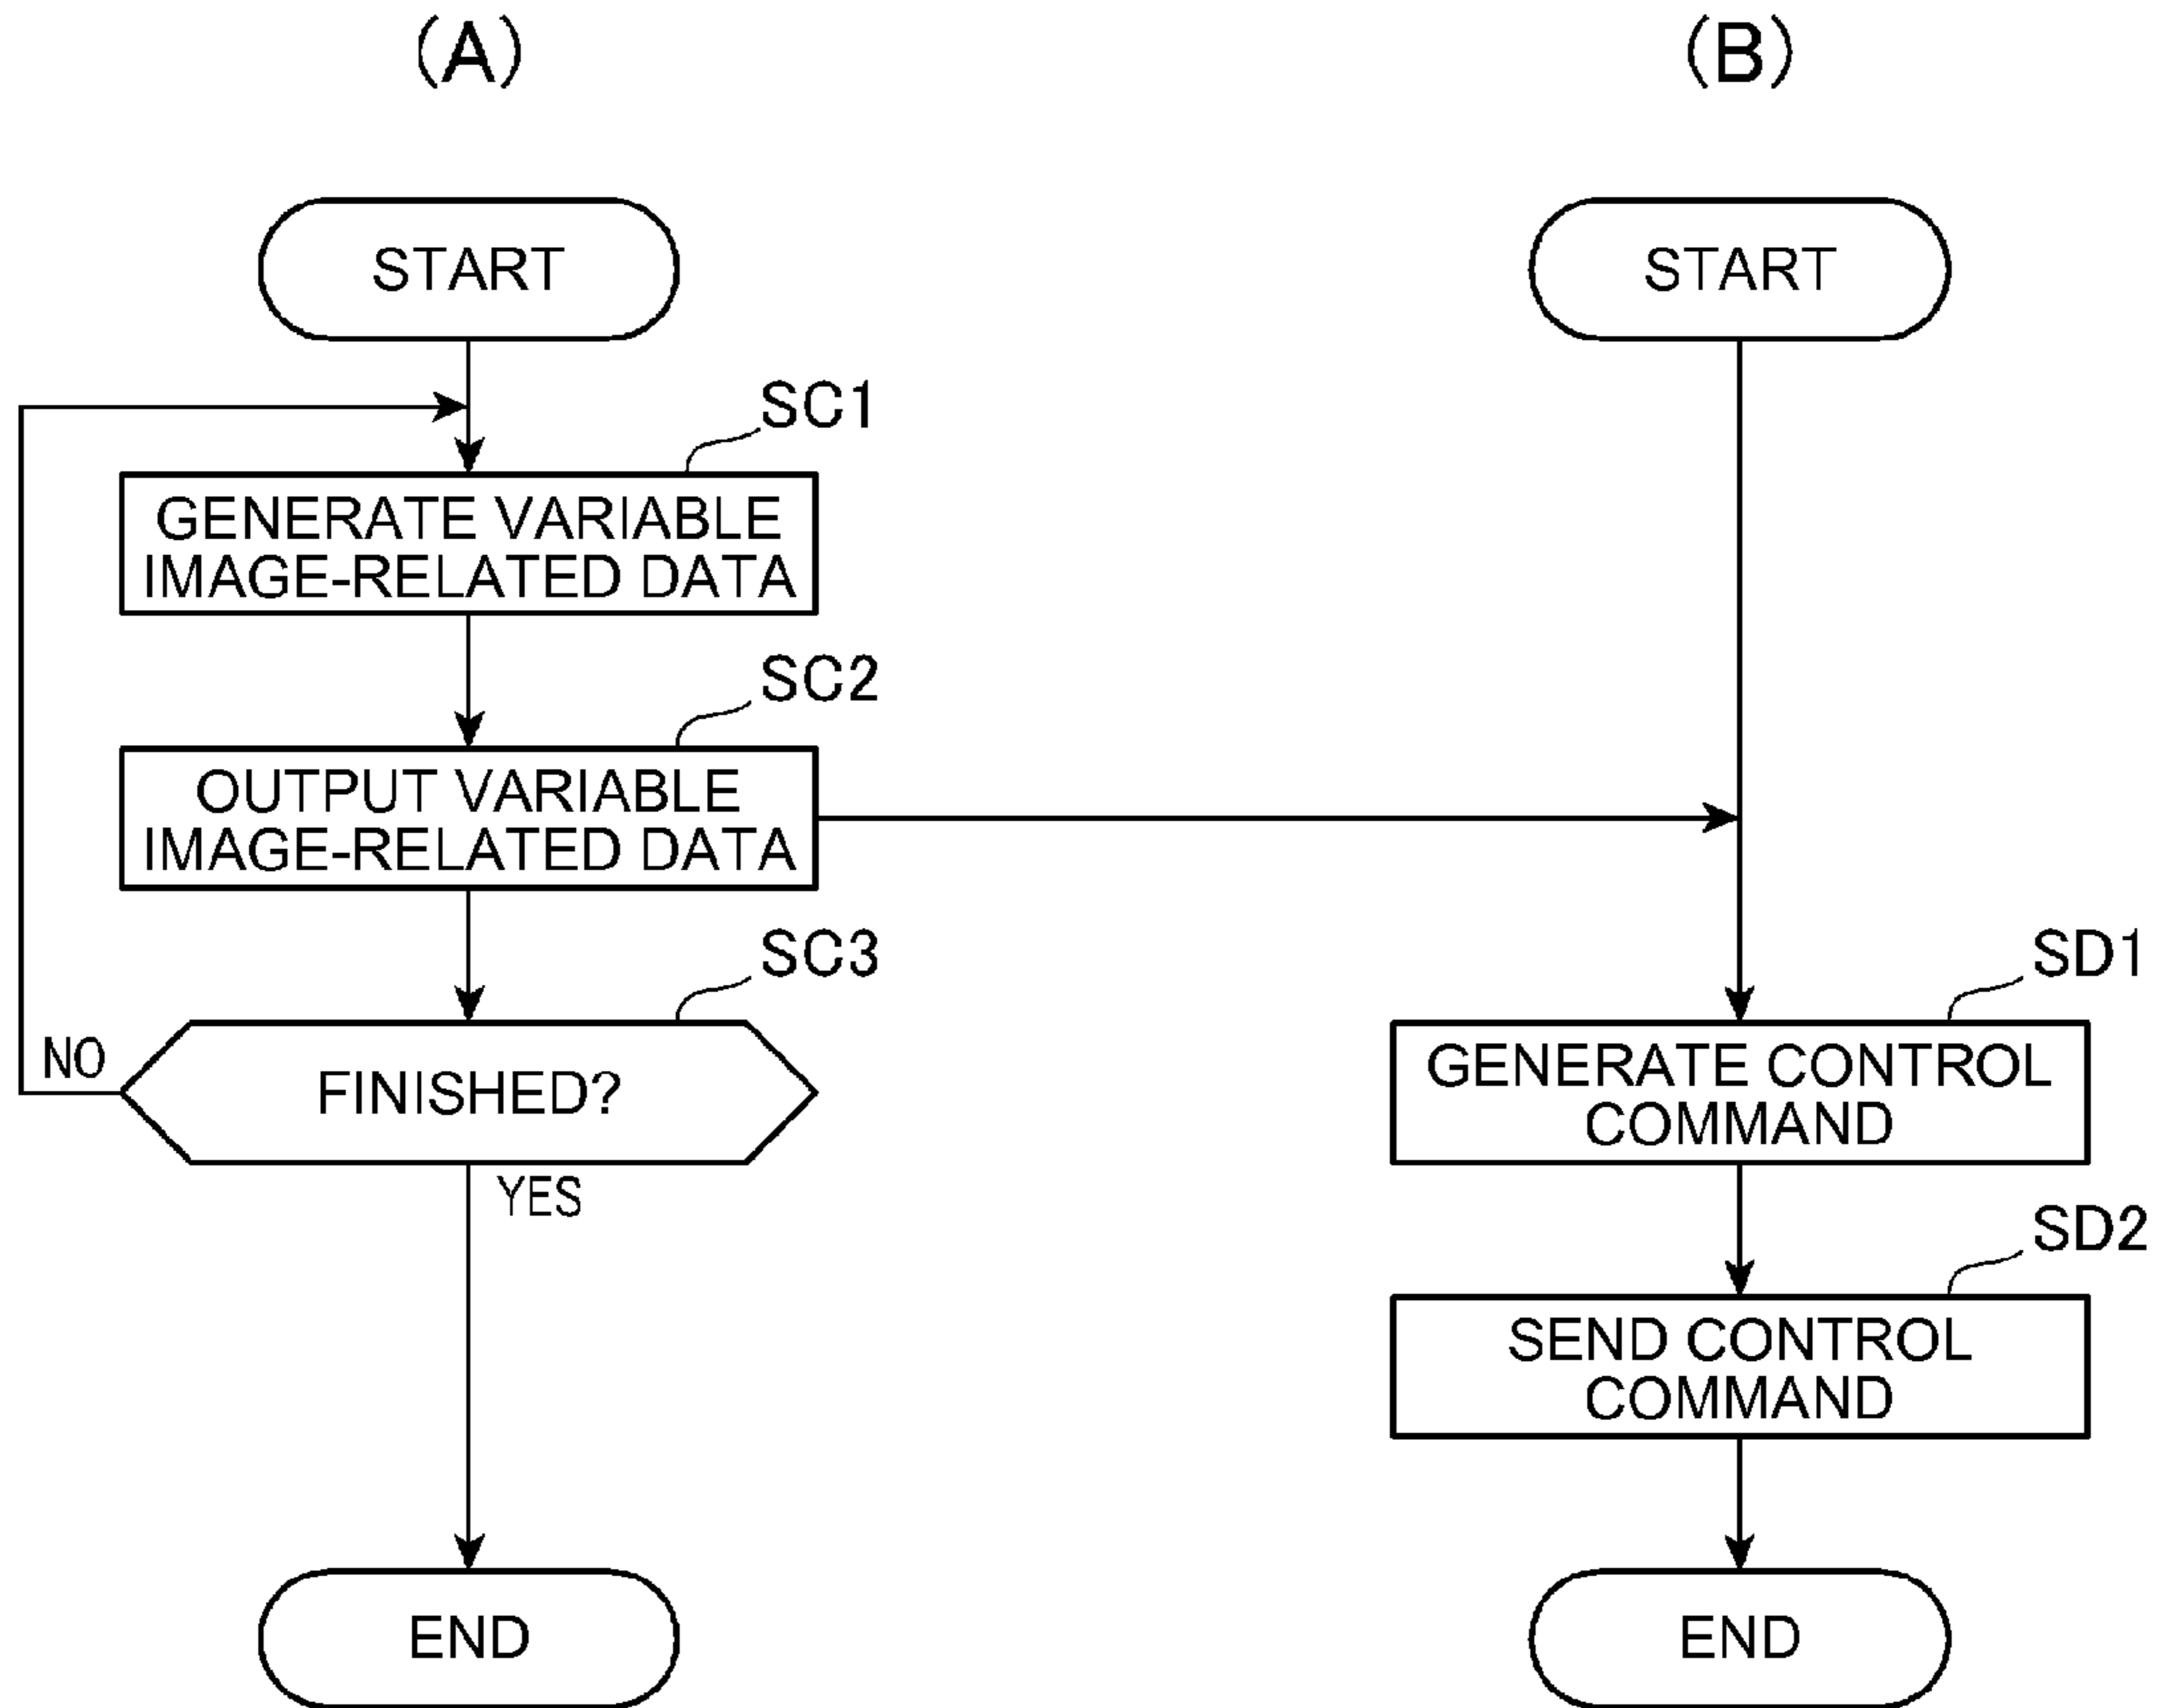 (A)
START
SC1
GENERATE VARIABLE
IMAGE-RELATED DATA
SC2
OUTPUT VARIABLE
IMAGE-RELATED DATA
SC3
NO
FINISHED?
YES
END
(B)
START
SD1
GENERATE CONTROL
COMMAND
SD2
SEND CONTROL
COMMAND
END